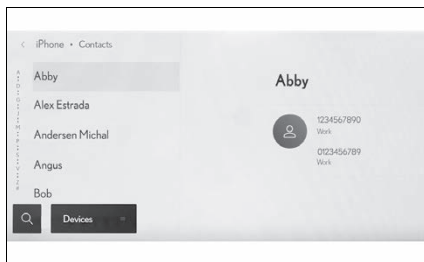 iPhone • Contacts
Abby
Alex Estrada
Andersen Michal
Angus
Bob
Devices
Abby
1234567890
Work
0123456789
Work